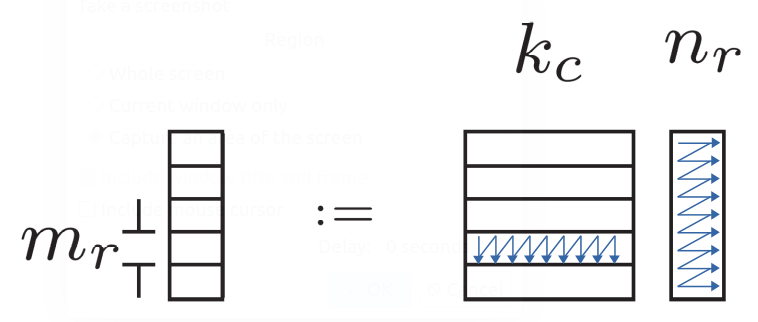 Take a screenshot
Region
Whole screen
Current window only
Capture an area of the screen
Include mouse cursor
Delay: 0 seconds
OK Cancel
k_c n_r
m_r :=